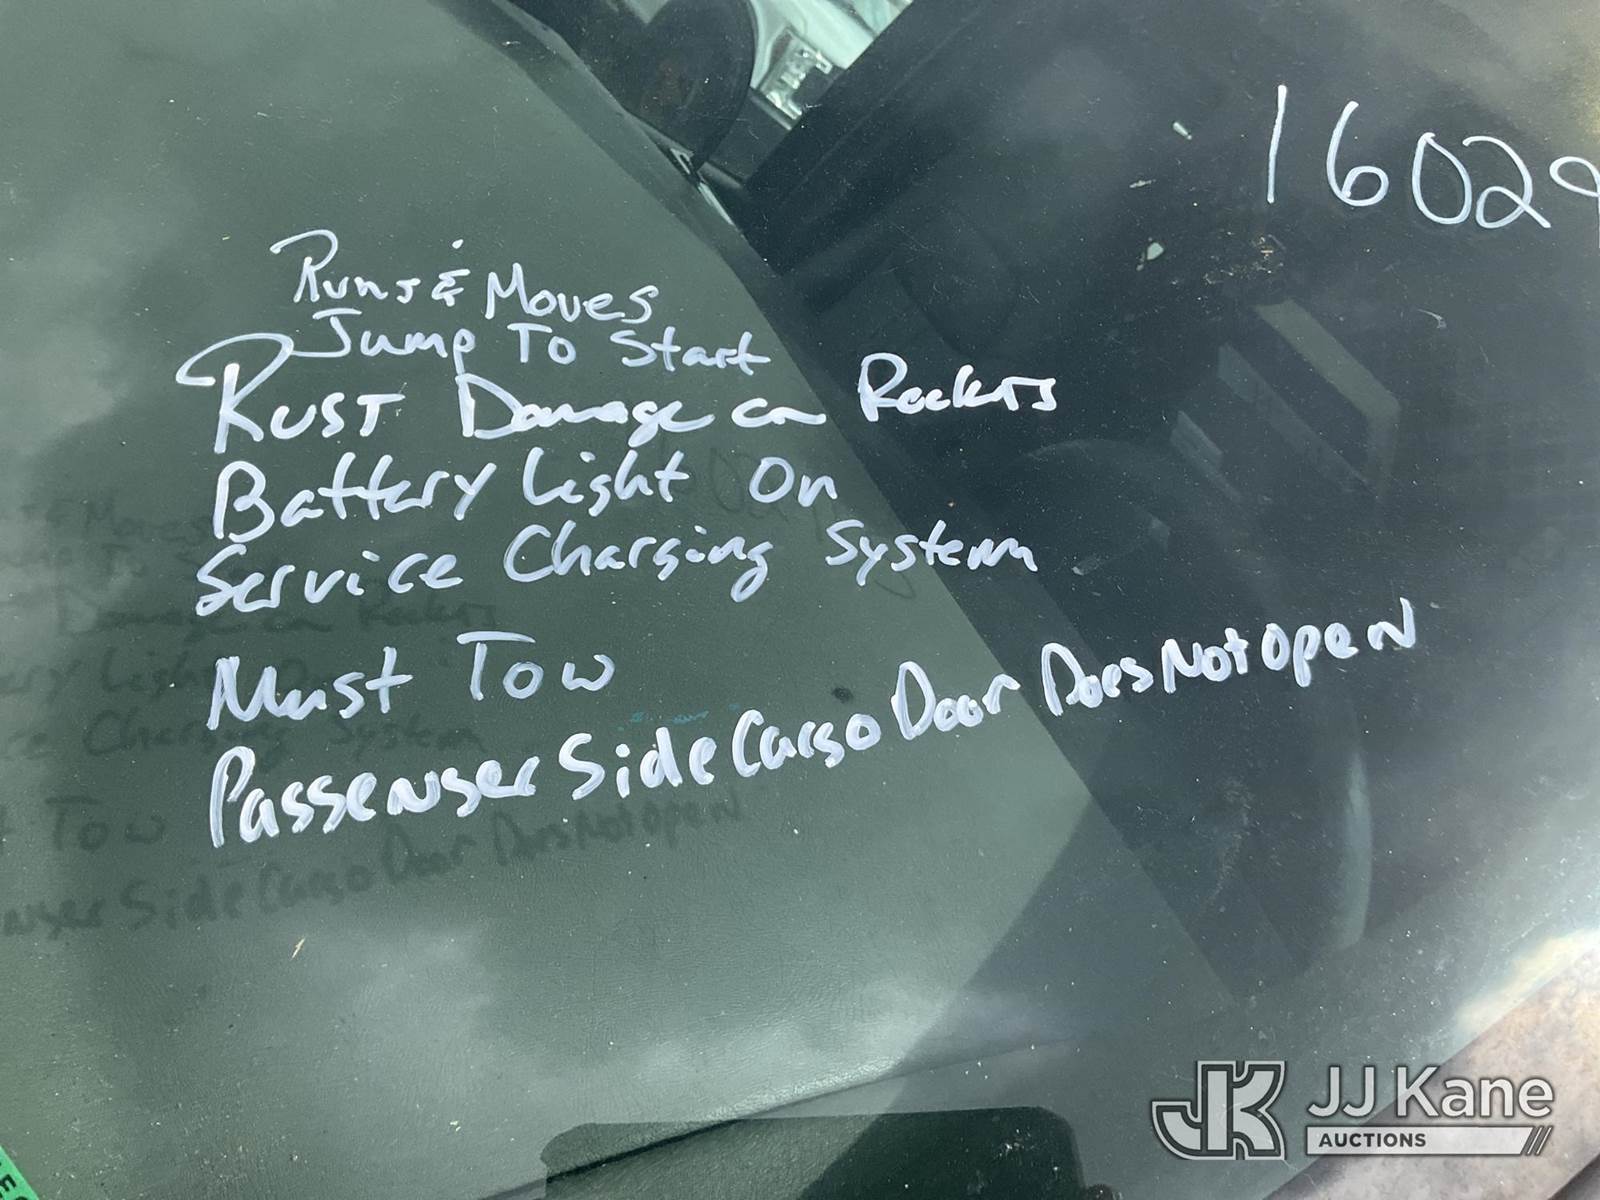 16029
Runs & Moves
Jump To Start
Rust Damage on Rockers
Battery Light On
Service Charging System
Must Tow
Passenger Side Cargo Door Does Not open
JK JJ Kane
AUCTIONS